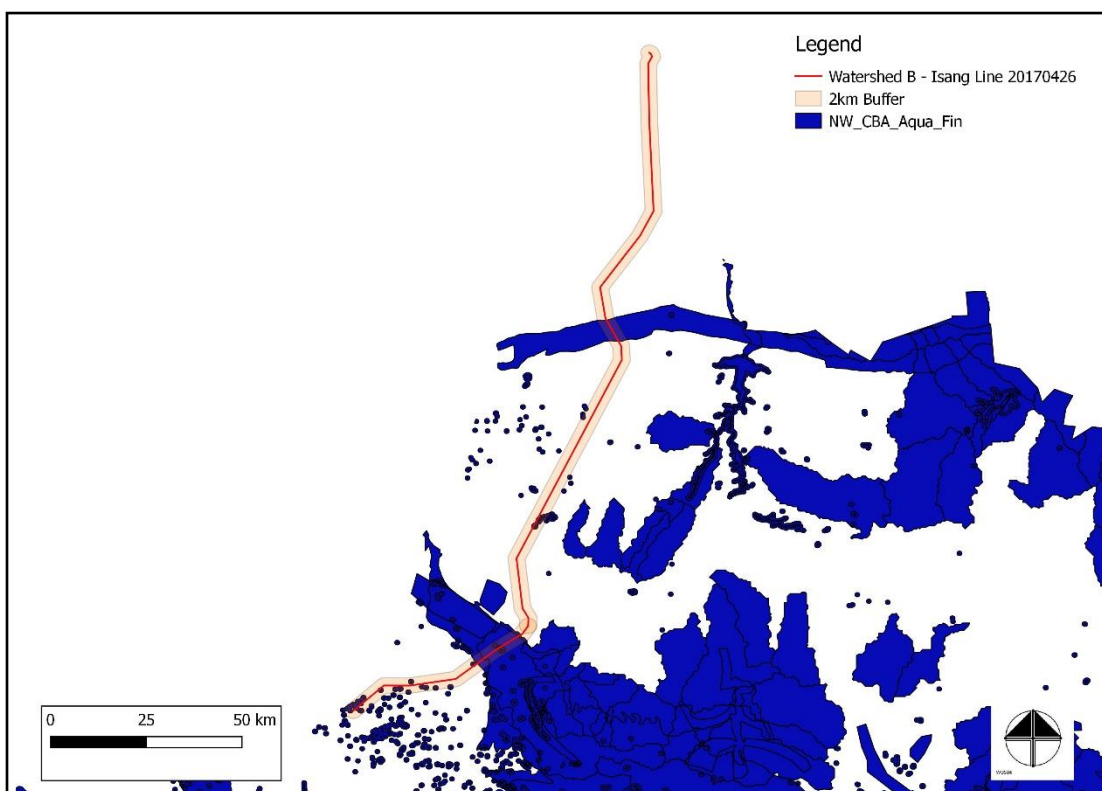 Legend
Watershed B - Isang Line 20170426
2km Buffer
NW_CBA_Aqua_Fin
0 25 50 km